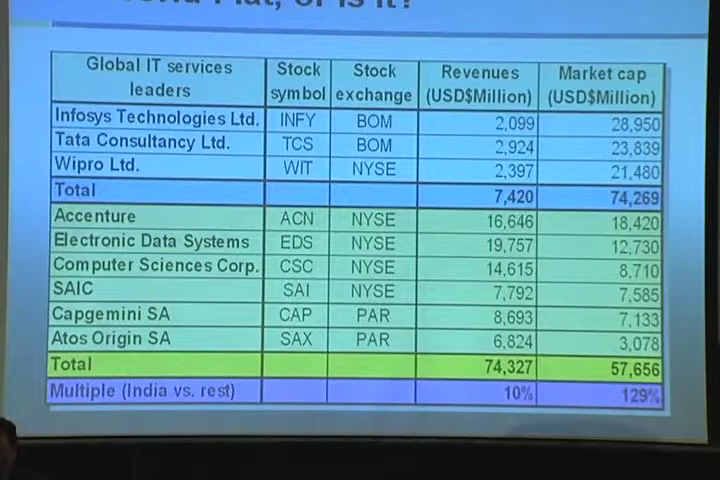 or is it?
Global IT services leaders | Stock symbol | Stock exchange | Revenues (USD$Million) | Market cap (USD$Million)
Infosys Technologies Ltd. | INFY | BOM | 2,099 | 28,950
Tata Consultancy Ltd. | TCS | BOM | 2,924 | 23,839
Wipro Ltd. | WIT | NYSE | 2,397 | 21,480
Total | 7,420 | 74,269
Accenture | ACN | NYSE | 16,646 | 18,420
Electronic Data Systems | EDS | NYSE | 19,757 | 12,730
Computer Sciences Corp. | CSC | NYSE | 14,615 | 8,710
SAIC | SAI | NYSE | 7,792 | 7,585
Capgemini SA | CAP | PAR | 8,693 | 7,133
Atos Origin SA | SAX | PAR | 6,824 | 3,078
Total | 74,327 | 57,656
Multiple (India vs. rest) | 10% | 129%